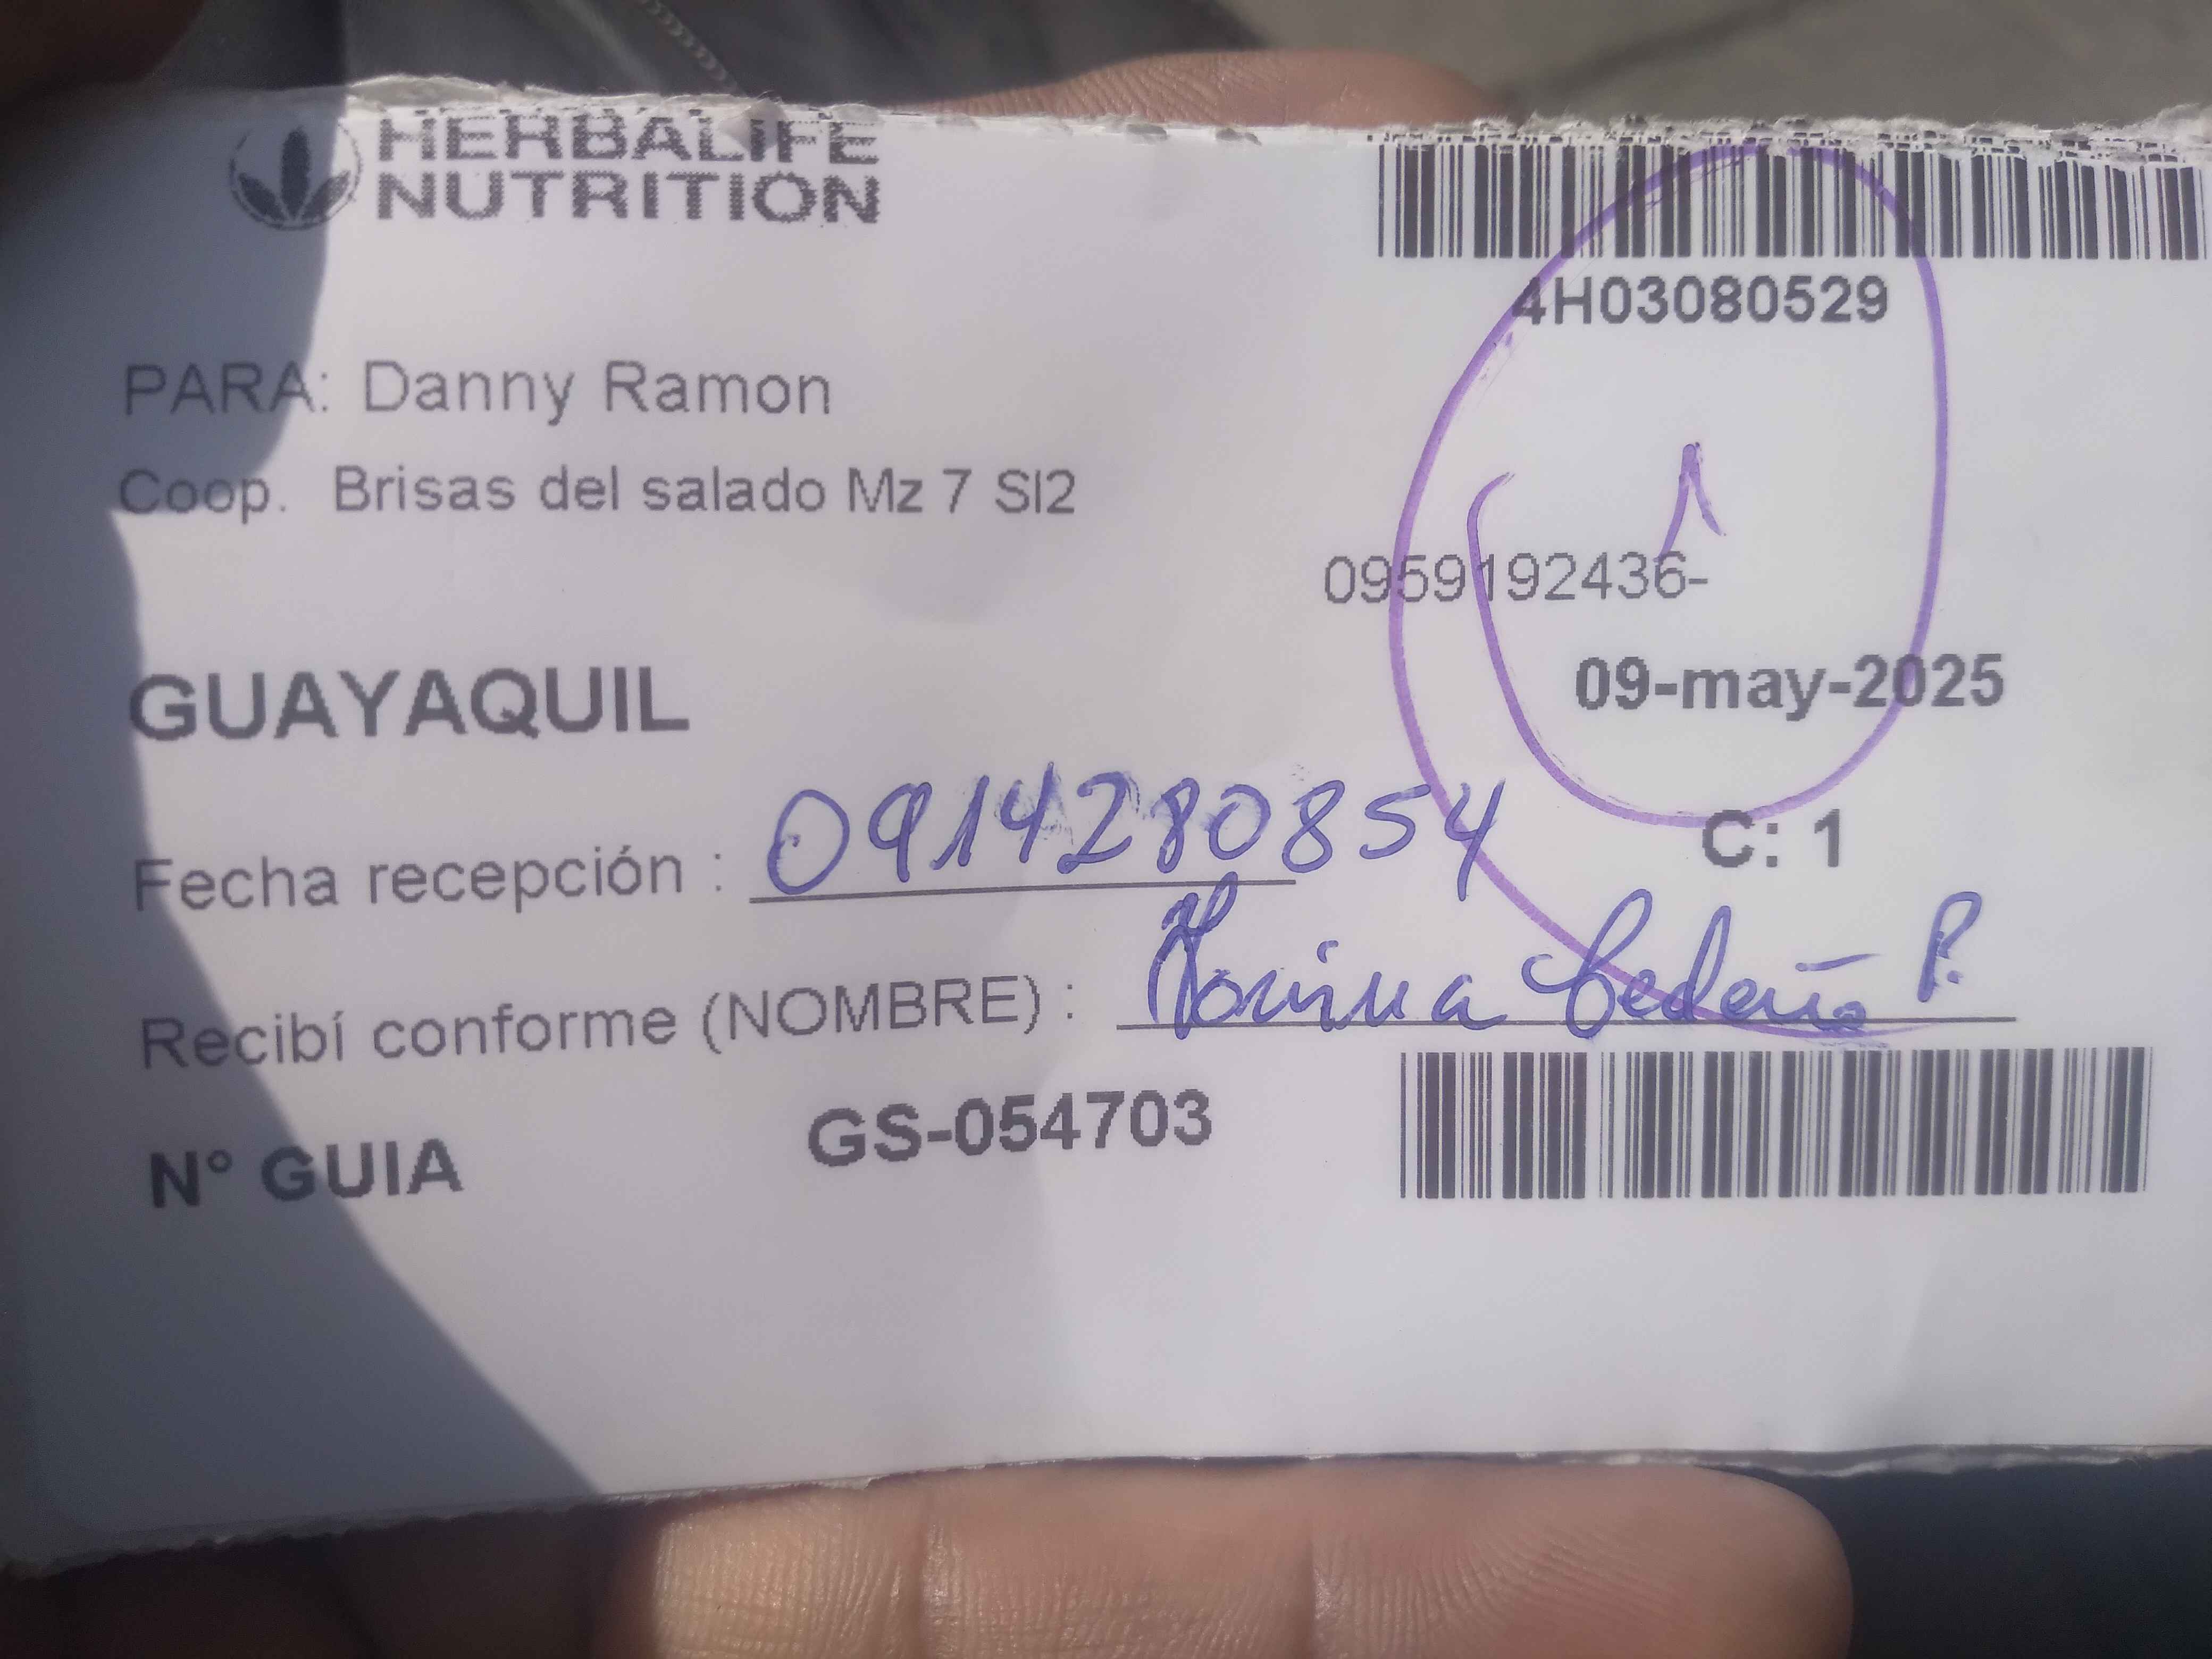 HERBALIFE
NUTRITION
4H03080529
PARA: Danny Ramon
Coop. Brisas del salado Mz 7 Sl2
0959192436-
GUAYAQUIL
09-may-2025
Fecha recepción : 0914280854
C: 1
Recibí conforme (NOMBRE) : Cedeño P.
N° GUIA GS-054703